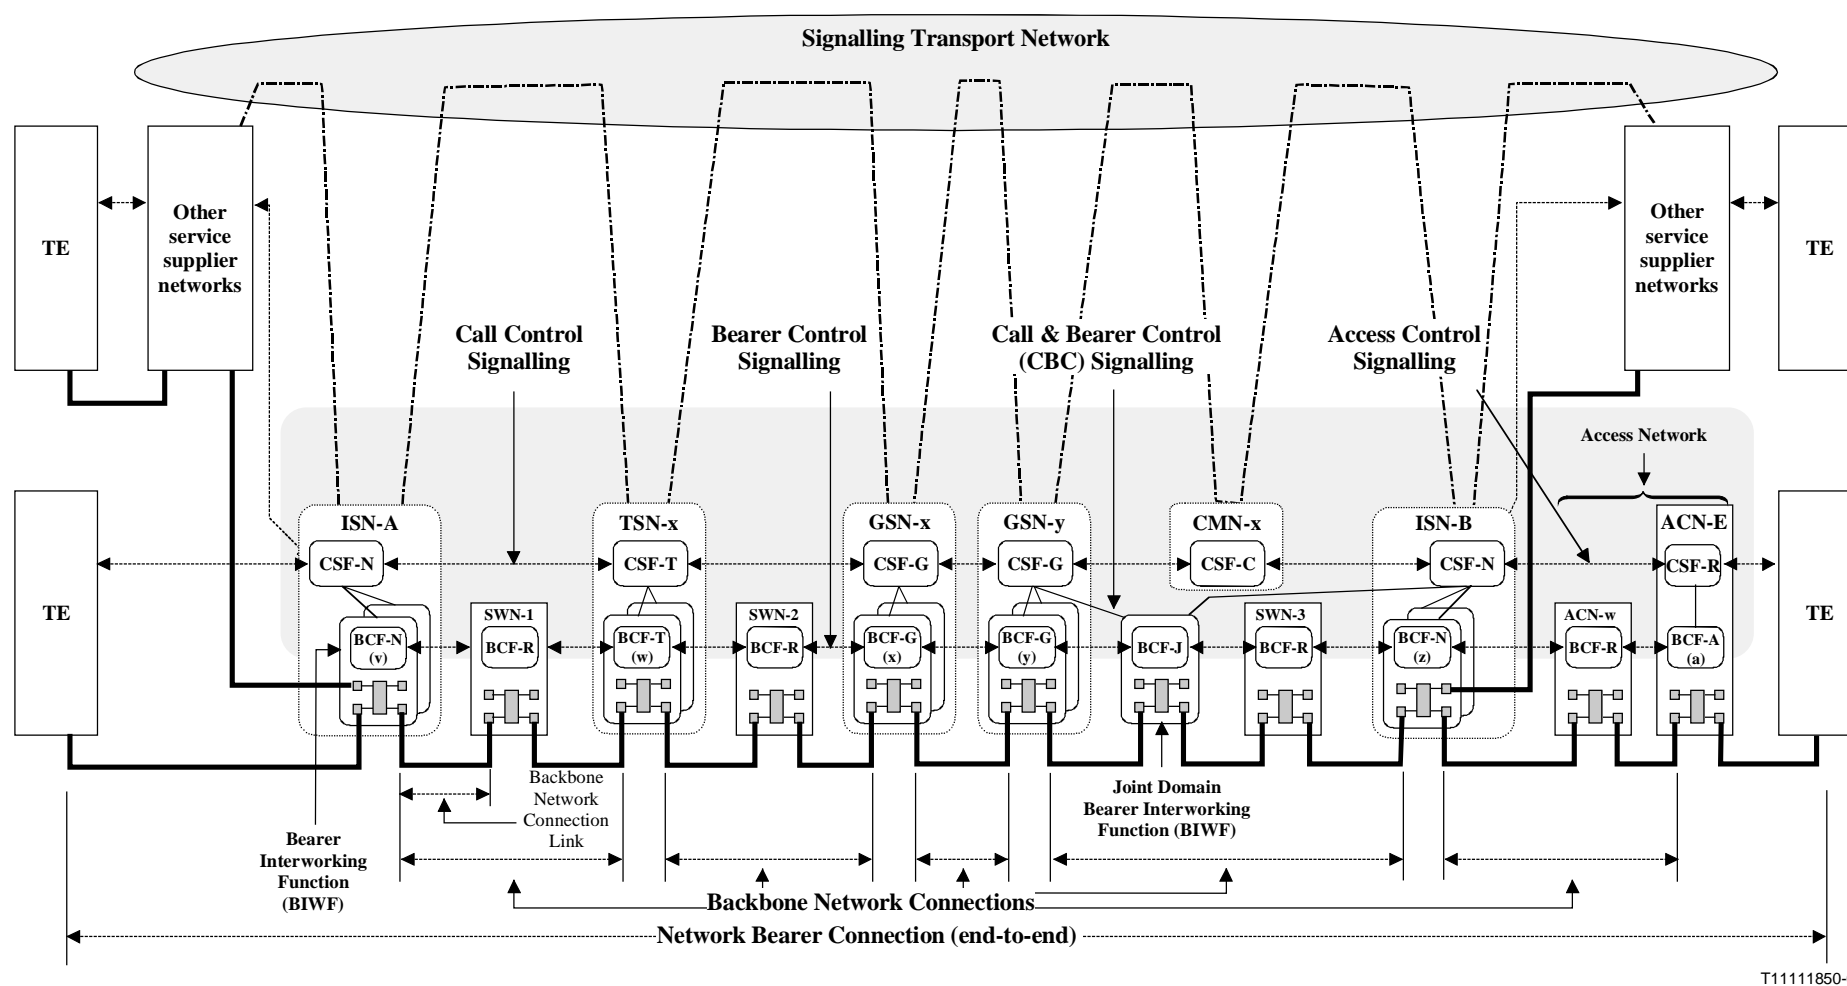 Signalling Transport Network
TE
Other
service
supplier
networks
Other
service
supplier
networks
TE
Call Control
Signalling
Bearer Control
Signalling
Call & Bearer Control
(CBC) Signalling
Access Control
Signalling
Access Network
TE
ISN-A
TSN-x
GSN-x
GSN-y
CMN-x
ISN-B
ACN-E
TE
CSF-N
CSF-T
CSF-G
CSF-G
CSF-C
CSF-N
CSF-R
SWN-1
SWN-2
SWN-3
ACN-w
BCF-N
(v)
BCF-R
BCF-T
(w)
BCF-R
BCF-G
(x)
BCF-G
(y)
BCF-J
BCF-R
BCF-N
(z)
BCF-R
BCF-A
(a)
Backbone
Network
Connection
Link
Joint Domain
Bearer Interworking
Function (BIWF)
Bearer
Interworking
Function
(BIWF)
Backbone Network Connections
Network Bearer Connection (end-to-end)
T11111850-